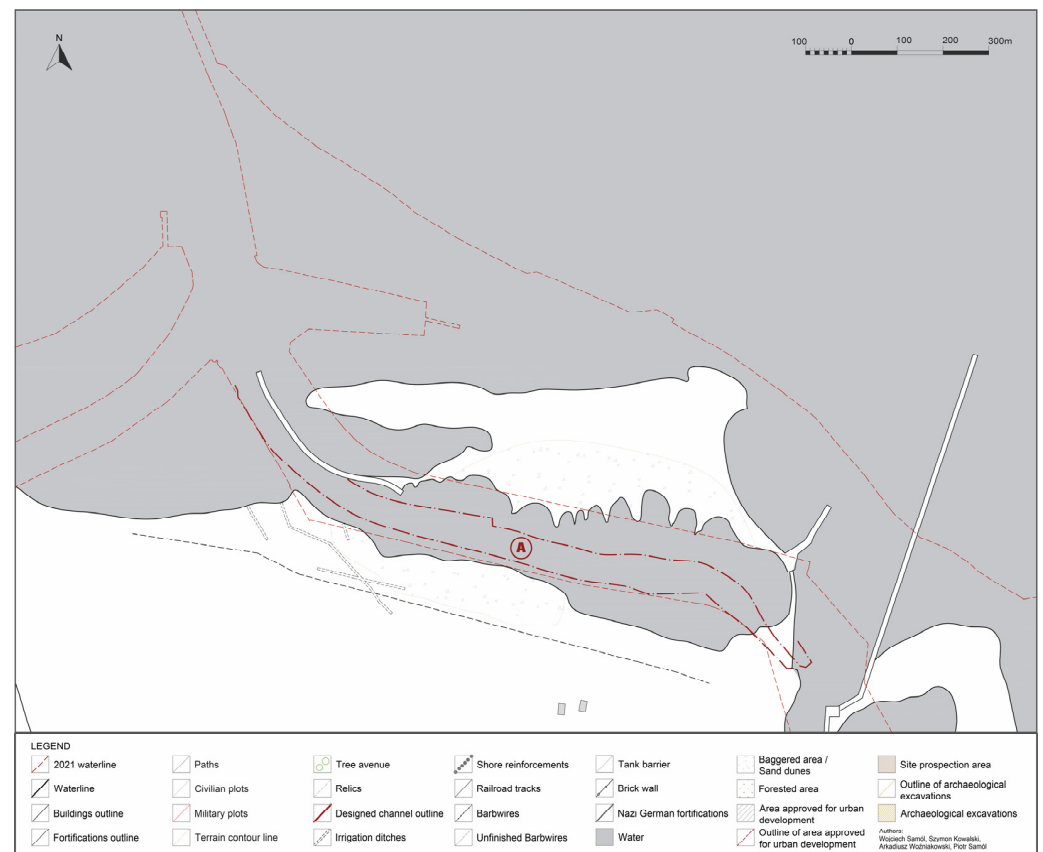 N
100 0 100 200 300m
A
LEGEND
2021 waterline
Waterline
Buildings outline
Fortifications outline
Paths
Civilian plots
Military plots
Terrain contour line
Tree avenue
Relics
Designed channel outline
Irrigation ditches
Shore reinforcements
Railroad tracks
Barbwires
Unfinished Barbwires
Tank barrier
Brick wall
Nazi German fortifications
Water
Baggered area /
Sand dunes
Forested area
Area approved for urban
development
Outline of area approved
for urban development
Site prospection area
Outline of archaeological
excavations
Archaeological excavations
Authors:
Wojciech Samól, Szymon Kowalski,
Arkadiusz Woźniakowski, Piotr Samól